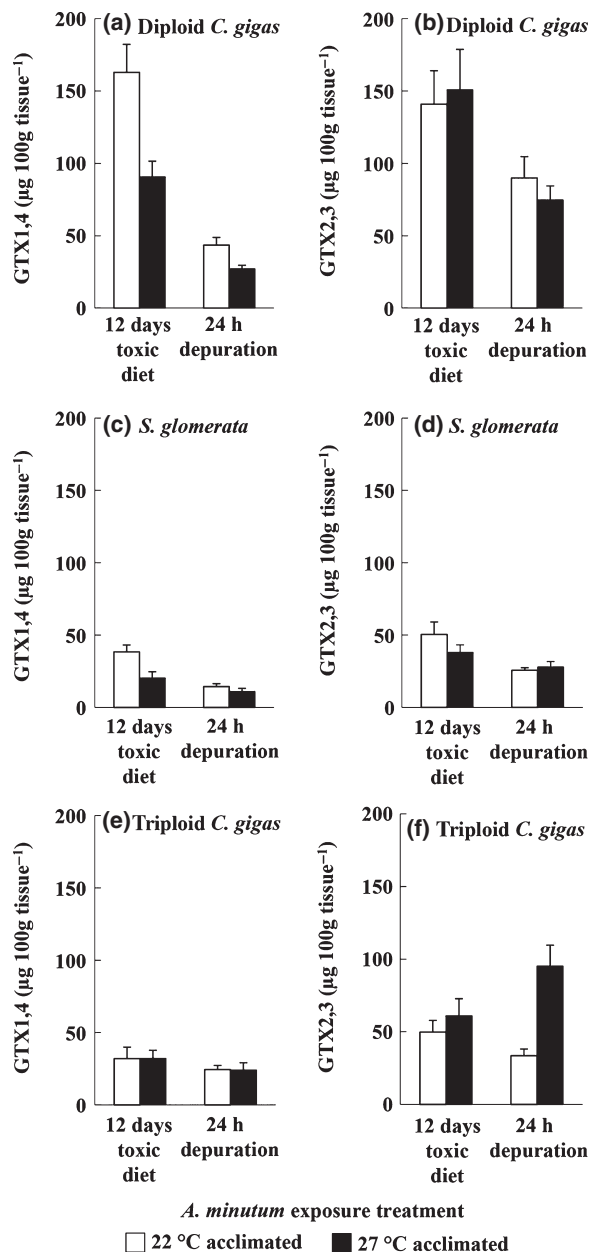 (a) Diploid C. gigas
GTX1,4 (µg 100g tissue⁻¹)
200
150
100
50
0
12 days
toxic
diet
24 h
depuration
(b) Diploid C. gigas
GTX2,3 (µg 100g tissue⁻¹)
200
150
100
50
0
12 days
toxic
diet
24 h
depuration
(c) S. glomerata
GTX1,4 (µg 100g tissue⁻¹)
200
150
100
50
0
12 days
toxic
diet
24 h
depuration
(d) S. glomerata
GTX2,3 (µg 100g tissue⁻¹)
200
150
100
50
0
12 days
toxic
diet
24 h
depuration
(e) Triploid C. gigas
GTX1,4 (µg 100g tissue⁻¹)
200
150
100
50
0
12 days
toxic
diet
24 h
depuration
(f) Triploid C. gigas
GTX2,3 (µg 100g tissue⁻¹)
200
150
100
50
0
12 days
toxic
diet
24 h
depuration
A. minutum exposure treatment
22 °C acclimated
27 °C acclimated